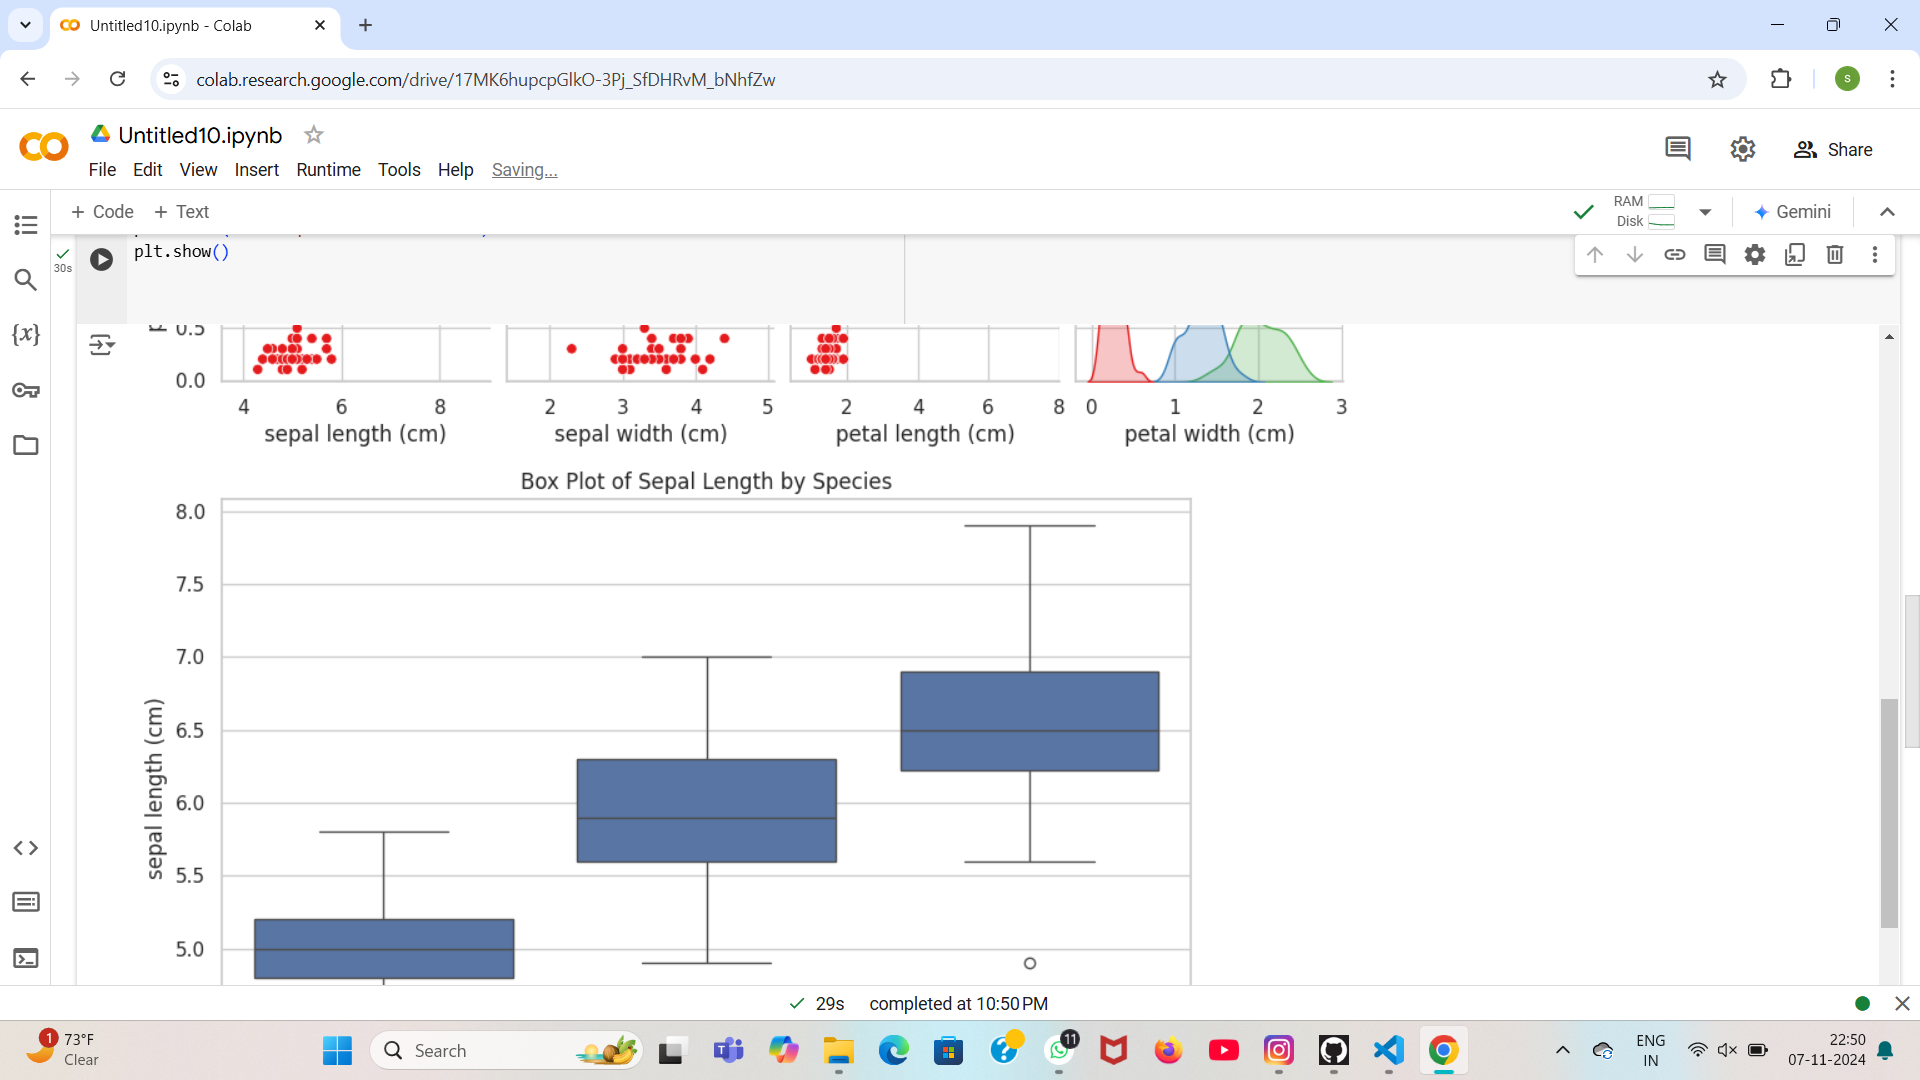 Untitled10.ipynb - Colab
colab.research.google.com/drive/17MK6hupcpGlkO-3Pj_SfDHRvM_bNhfZw
S
Untitled10.ipynb
File Edit View Insert Runtime Tools Help Saving...
Share
+ Code + Text
RAM
Disk
Gemini
30s
plt.show()
{x}
0.5
0.0
4 6 8 2 3 4 5 2 4 6 8 0 1 2 3
sepal length (cm) sepal width (cm) petal length (cm) petal width (cm)
Box Plot of Sepal Length by Species
8.0
7.5
7.0
6.5
6.0
5.5
5.0
sepal length (cm)
29s completed at 10:50 PM
1
73°F
Clear
Search
11
ENG
IN
22:50
07-11-2024